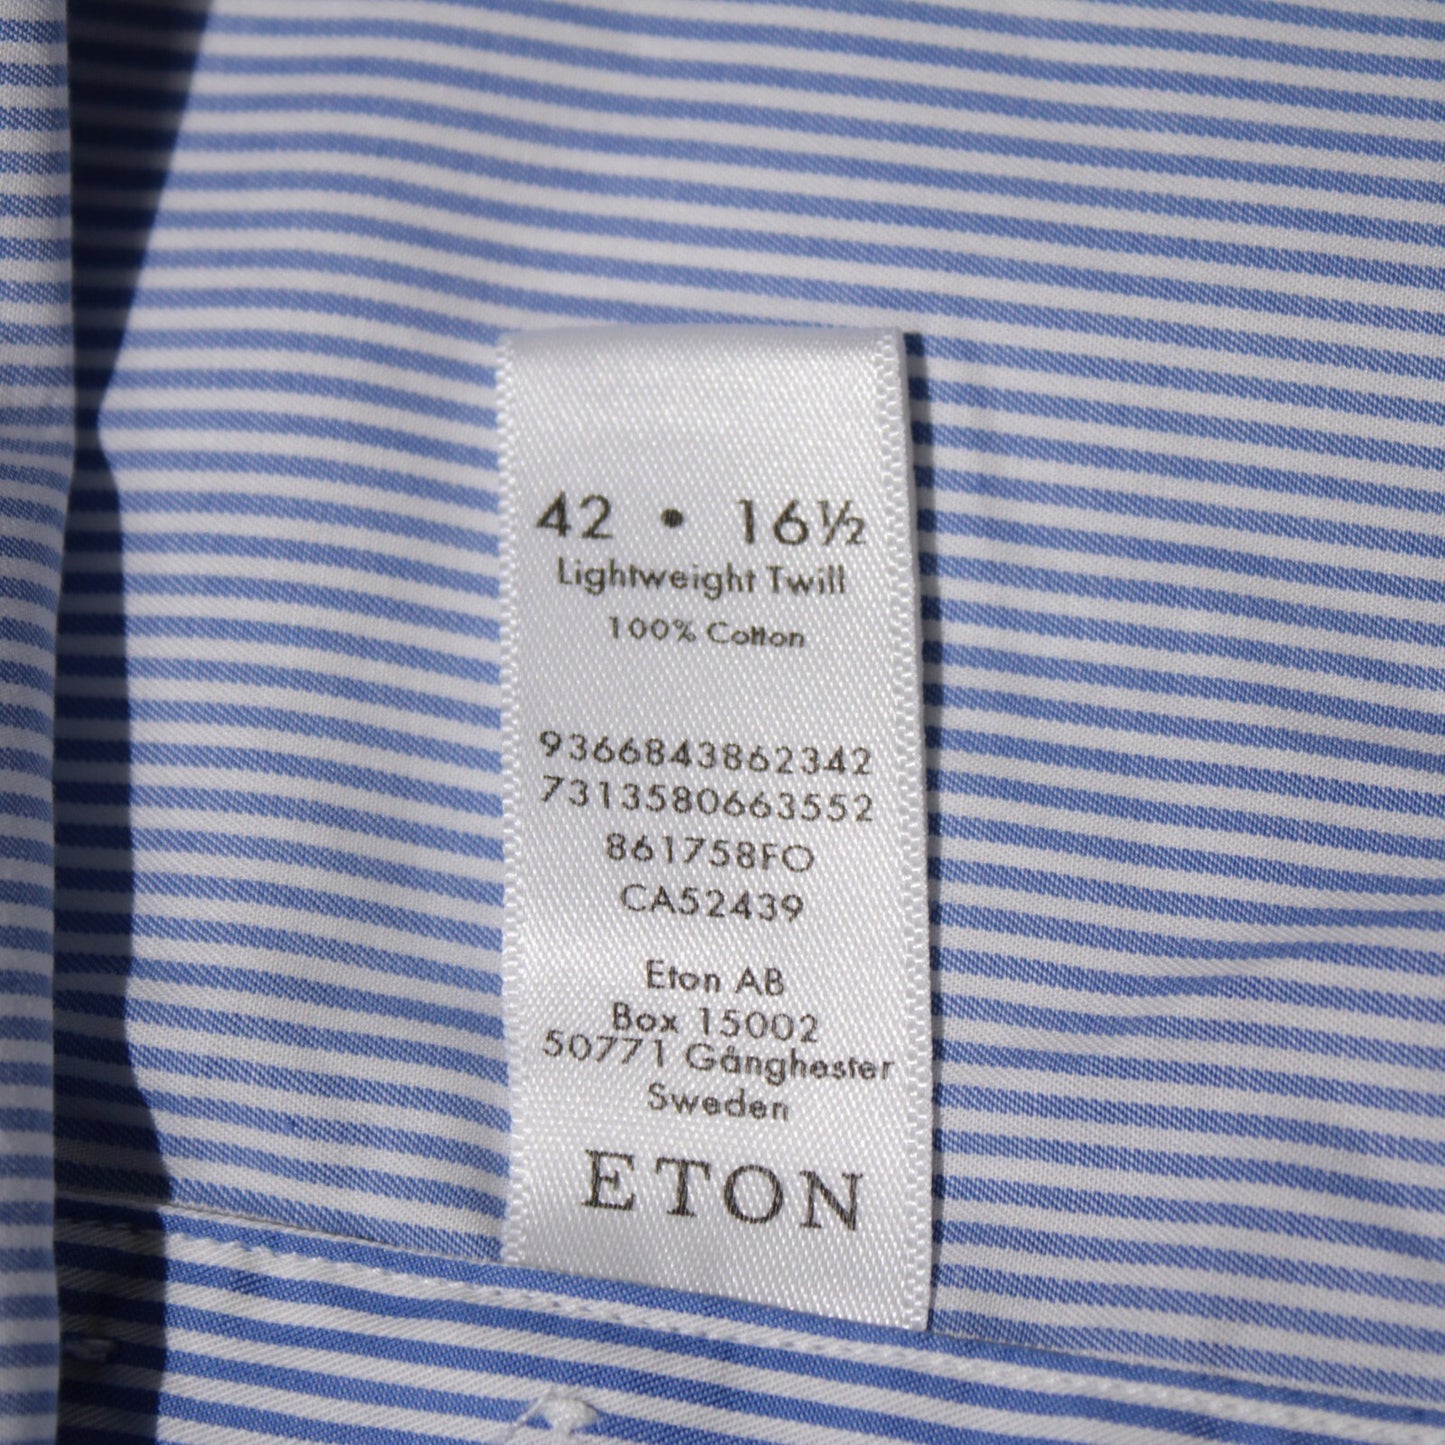 42 • 16½
Lightweight Twill
100% Cotton
9366843862342
7313580663552
861758FO
CA52439
Eton AB
Box 15002
50771 Gånghester
Sweden
ETON